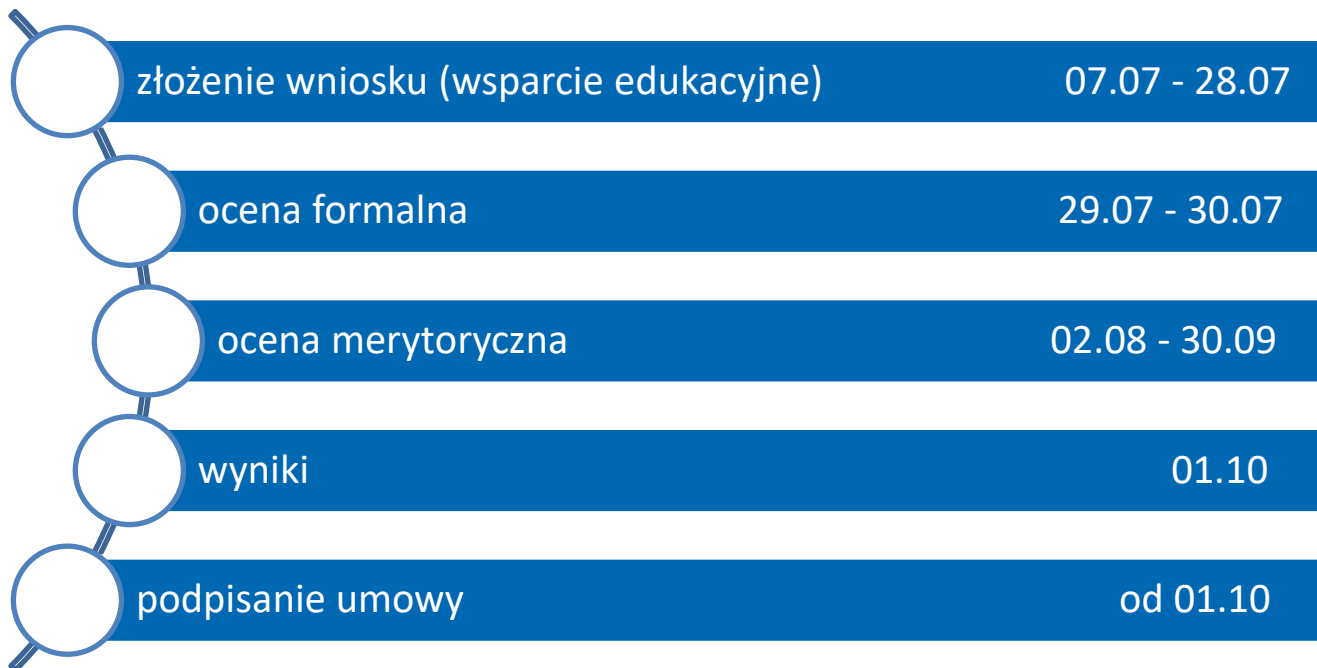 złożenie wniosku (wsparcie edukacyjne) 07.07 - 28.07
ocena formalna 29.07 - 30.07
ocena merytoryczna 02.08 - 30.09
wyniki 01.10
podpisanie umowy od 01.10